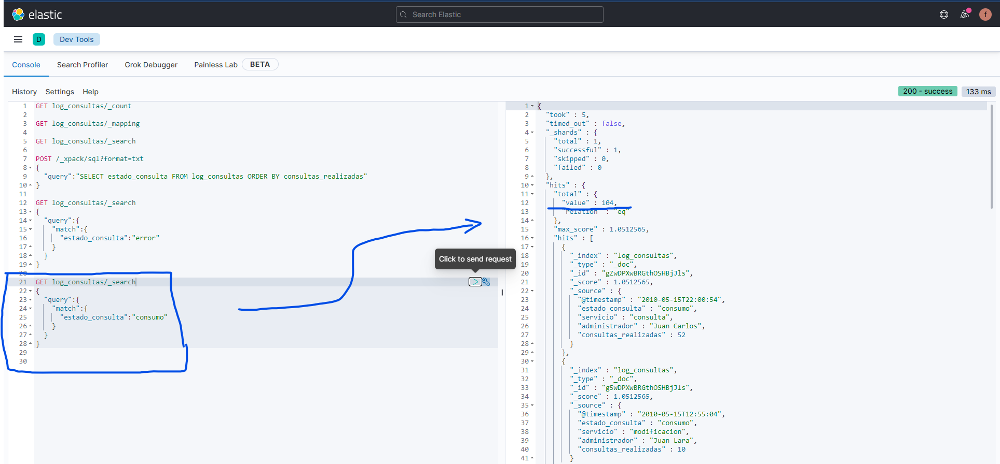 elastic
Search Elastic
f
D
Dev Tools
Console
Search Profiler
Grok Debugger
Painless Lab
BETA
History
Settings
Help
200 - success
133 ms
1 GET log_consultas/_count
2
3 GET log_consultas/_mapping
4
5 GET log_consultas/_search
6
7 POST /_xpack/sql?format=txt
8 {
9 "query":"SELECT estado_consulta FROM log_consultas ORDER BY consultas_realizadas"
10 }
11
12 GET log_consultas/_search
13 {
14 "query":{
15 "match":{
16 "estado_consulta":"error"
17 }
18 }
19 }
20
21 GET log_consultas/_search
22 {
23 "query":{
24 "match":{
25 "estado_consulta":"consumo"
26 }
27 }
28 }
29
30
Click to send request
1 {
2 "took" : 5,
3 "timed_out" : false,
4 "_shards" : {
5 "total" : 1,
6 "successful" : 1,
7 "skipped" : 0,
8 "failed" : 0
9 },
10 "hits" : {
11 "total" : {
12 "value" : 104,
13 "relation" : "eq"
14 },
15 "max_score" : 1.0512565,
16 "hits" : [
17 {
18 "_index" : "log_consultas",
19 "_type" : "_doc",
20 "_id" : "gZwDPXwBRGthOSHBjJls",
21 "_score" : 1.0512565,
22 "_source" : {
23 "@timestamp" : "2010-05-15T22:00:54",
24 "estado_consulta" : "consumo",
25 "servicio" : "consulta",
26 "administrador" : "Juan Carlos",
27 "consultas_realizadas" : 52
28 }
29 },
30 {
31 "_index" : "log_consultas",
32 "_type" : "_doc",
33 "_id" : "g5wDPXwBRGthOSHBjJls",
34 "_score" : 1.0512565,
35 "_source" : {
36 "@timestamp" : "2010-05-15T12:55:04",
37 "estado_consulta" : "consumo",
38 "servicio" : "modificacion",
39 "administrador" : "Juan Lara",
40 "consultas_realizadas" : 10
41 }